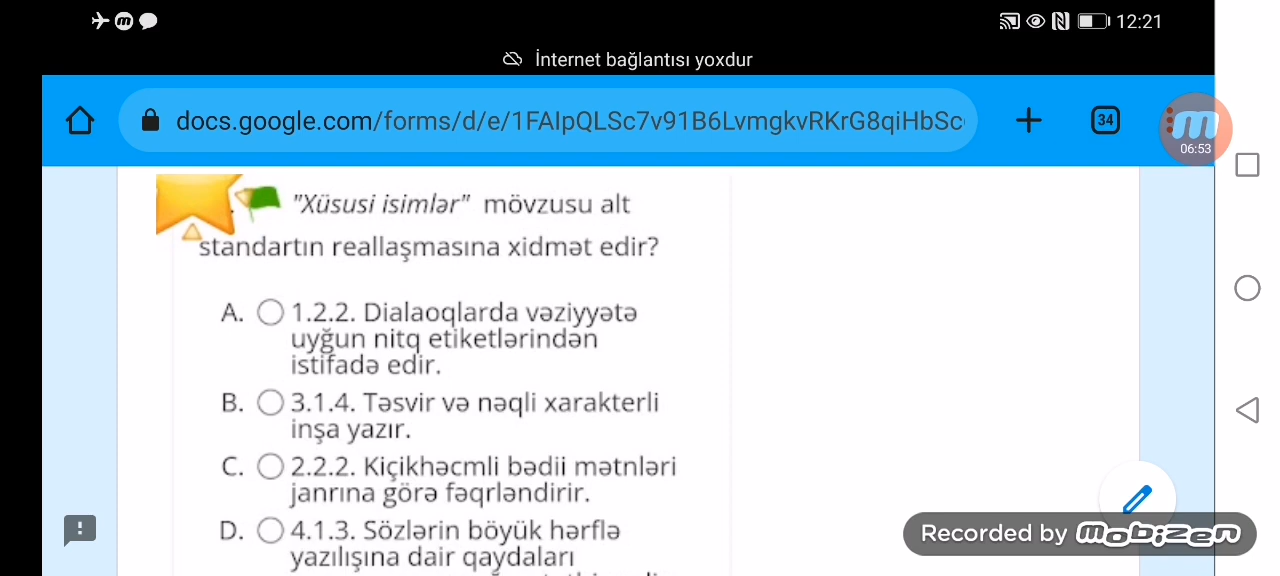 12:21
İnternet bağlantısı yoxdur
docs.google.com/forms/d/e/1FAIpQLSc7v91B6LvmgkvRKrG8qiHbSc
34
m
06:53
"Xüsusi isimlər" mövzusu alt
standartın reallaşmasına xidmət edir?
A. 1.2.2. Dialaoqlarda vəziyyətə
uyğun nitq etiketlərindən
istifadə edir.
B. 3.1.4. Təsvir və nəqli xarakterli
inşa yazır.
C. 2.2.2. Kiçikhəcmli bədii mətnləri
janrına görə fəqrləndirir.
D. 4.1.3. Sözlərin böyük hərflə
yazılışına dair qaydaları
Recorded by mobizen